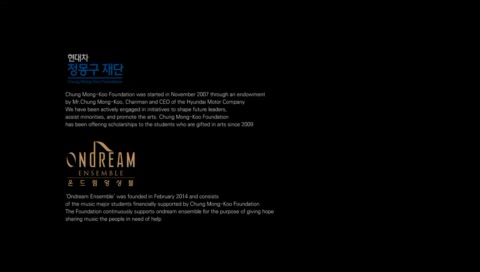 현대차
정몽구 재단
Chung Mong-Koo Foundation
Chung Mong-Koo Foundation was started in November 2007 through an endowment
by Mr.Chung Mong-Koo, Chariman and CEO of the Hyundai Motor Company
We have been actively engaged in initiatives to shape future leaders,
assist minorities, and promote the arts. Chung Mong-Koo Foundation
has been offering scholarships to the students who are gifted in arts since 2009
ONDREAM
ENSEMBLE
온드림앙상블
'Ondream Ensemble' was founded in February 2014 and consists
of the music major students financially supported by Chung Mong-Koo Foundation
The Foundation continuously supports ondream ensemble for the purpose of giving hope
sharing music the people in need of help